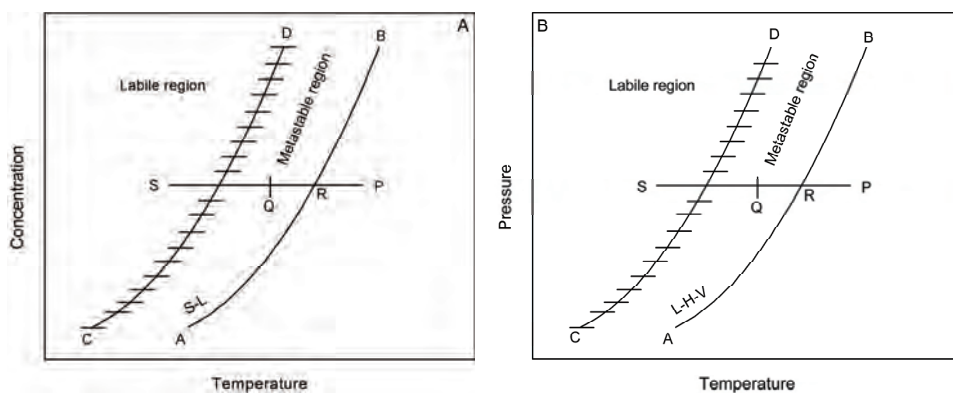 A
D
B
Labile region
Metastable region
S
Q
R
P
S-L
C
A
Concentration
Temperature
B
D
B
Labile region
Metastable region
S
Q
R
P
L-H-V
C
A
Pressure
Temperature